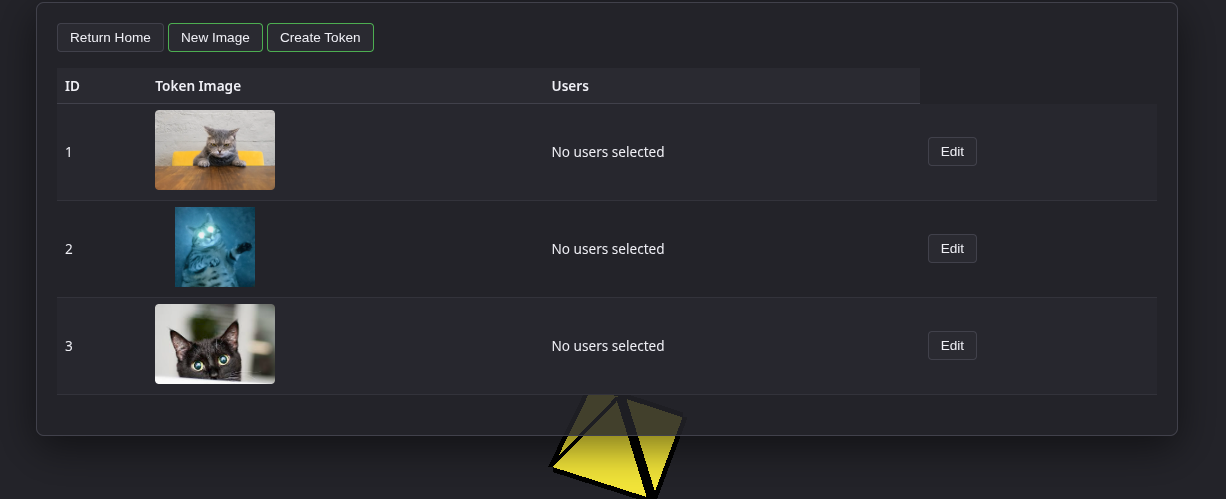 Return Home New Image Create Token
ID Token Image Users
1 No users selected Edit
2 No users selected Edit
3 No users selected Edit